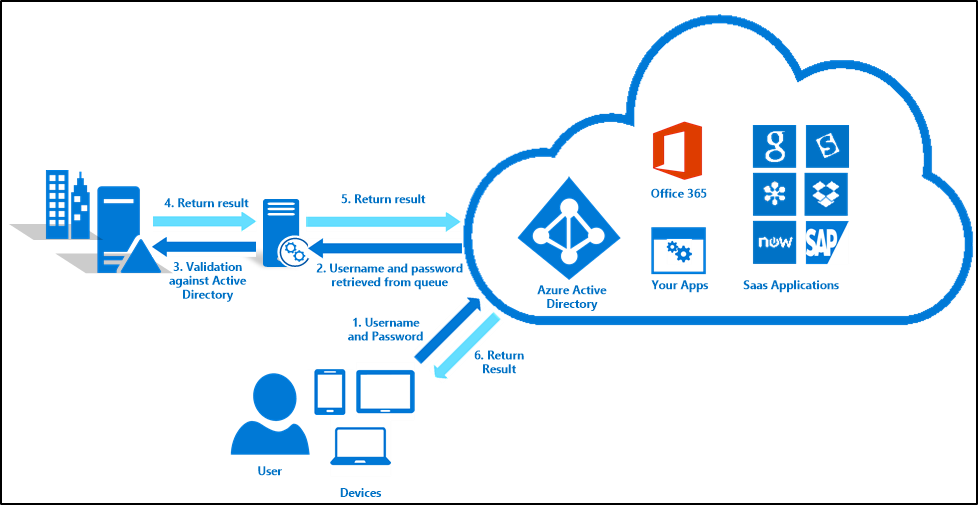 4. Return result
5. Return result
3. Validation
against Active
Directory
2. Username and password
retrieved from queue
Office 365
g
S
now
SAP
Azure Active
Directory
Your Apps
Saas Applications
1. Username
and Password
6. Return
Result
User
Devices